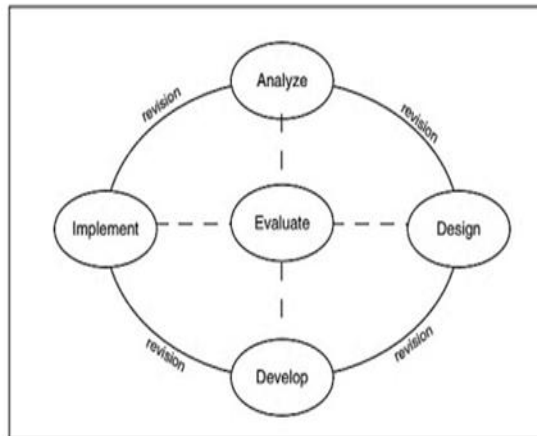 Analyze
revision
revision
Implement
Evaluate
Design
revision
revision
Develop